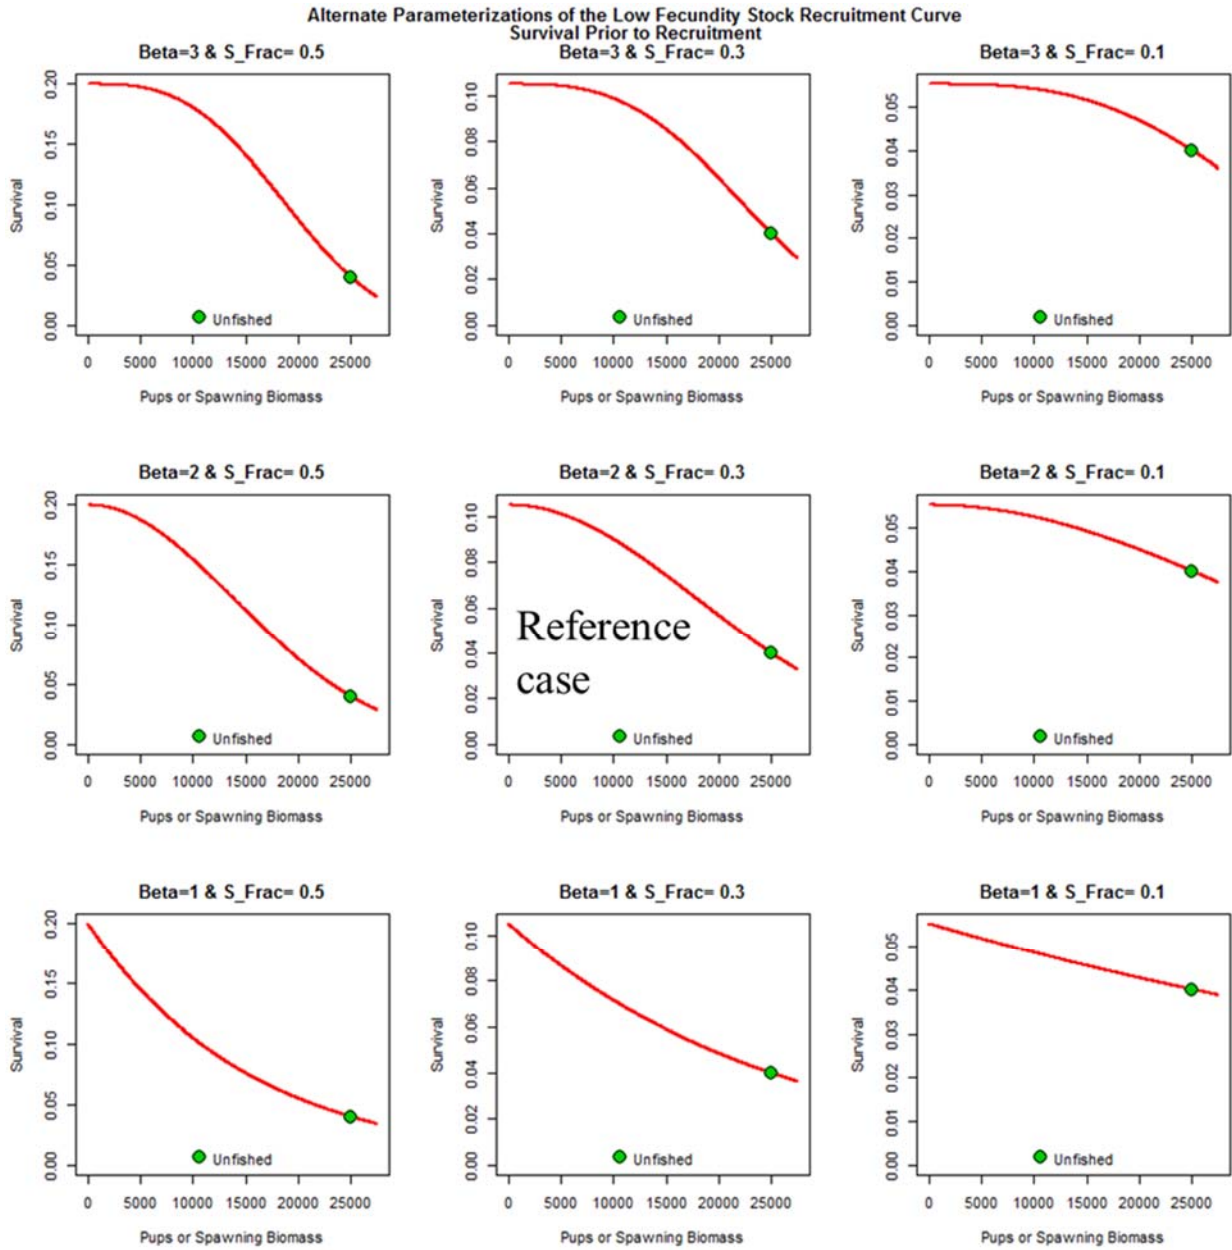 Alternate Parameterizations of the Low Fecundity Stock Recruitment Curve
Survival Prior to Recruitment
Beta=3 & S_Frac= 0.5
Survival
0.00 0.05 0.10 0.15 0.20
Unfished
0 5000 10000 15000 20000 25000
Pups or Spawning Biomass
Beta=3 & S_Frac= 0.3
Survival
0.00 0.02 0.04 0.06 0.08 0.10
Unfished
0 5000 10000 15000 20000 25000
Pups or Spawning Biomass
Beta=3 & S_Frac= 0.1
Survival
0.00 0.01 0.02 0.03 0.04 0.05
Unfished
0 5000 10000 15000 20000 25000
Pups or Spawning Biomass
Beta=2 & S_Frac= 0.5
Survival
0.00 0.05 0.10 0.15 0.20
Unfished
0 5000 10000 15000 20000 25000
Pups or Spawning Biomass
Beta=2 & S_Frac= 0.3
Survival
0.00 0.02 0.04 0.06 0.08 0.10
Reference
case
Unfished
0 5000 10000 15000 20000 25000
Pups or Spawning Biomass
Beta=2 & S_Frac= 0.1
Survival
0.00 0.01 0.02 0.03 0.04 0.05
Unfished
0 5000 10000 15000 20000 25000
Pups or Spawning Biomass
Beta=1 & S_Frac= 0.5
Survival
0.00 0.05 0.10 0.15 0.20
Unfished
0 5000 10000 15000 20000 25000
Pups or Spawning Biomass
Beta=1 & S_Frac= 0.3
Survival
0.00 0.02 0.04 0.06 0.08 0.10
Unfished
0 5000 10000 15000 20000 25000
Pups or Spawning Biomass
Beta=1 & S_Frac= 0.1
Survival
0.00 0.01 0.02 0.03 0.04 0.05
Unfished
0 5000 10000 15000 20000 25000
Pups or Spawning Biomass